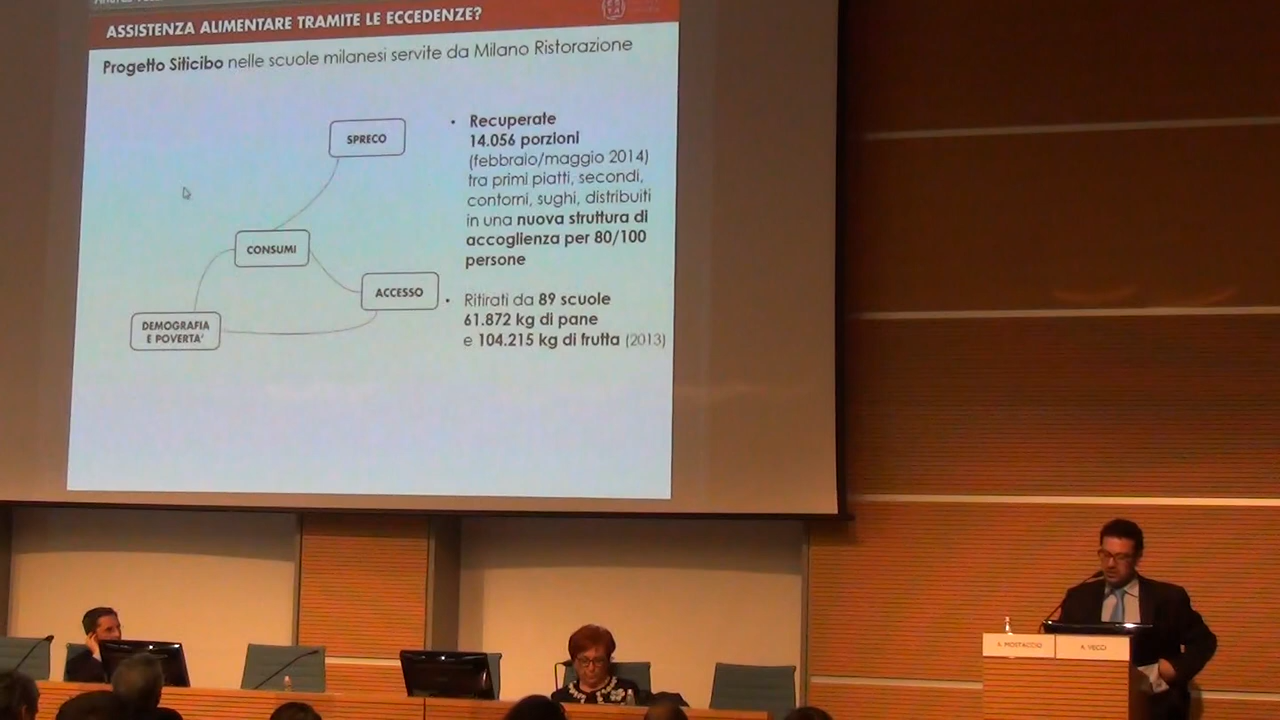 ASSISTENZA ALIMENTARE TRAMITE LE ECCEDENZE?
Progetto Siticibo nelle scuole milanesi servite da Milano Ristorazione
SPRECO
CONSUMI
ACCESSO
DEMOGRAFIA
E POVERTA'
• Recuperate
14.056 porzioni
(febbraio/maggio 2014)
tra primi piatti, secondi,
contorni, sughi, distribuiti
in una nuova struttura di
accoglienza per 80/100
persone
• Ritirati da 89 scuole
61.872 kg di pane
e 104.215 kg di frutta (2013)
A. MOSTACCIO
A. VECCI